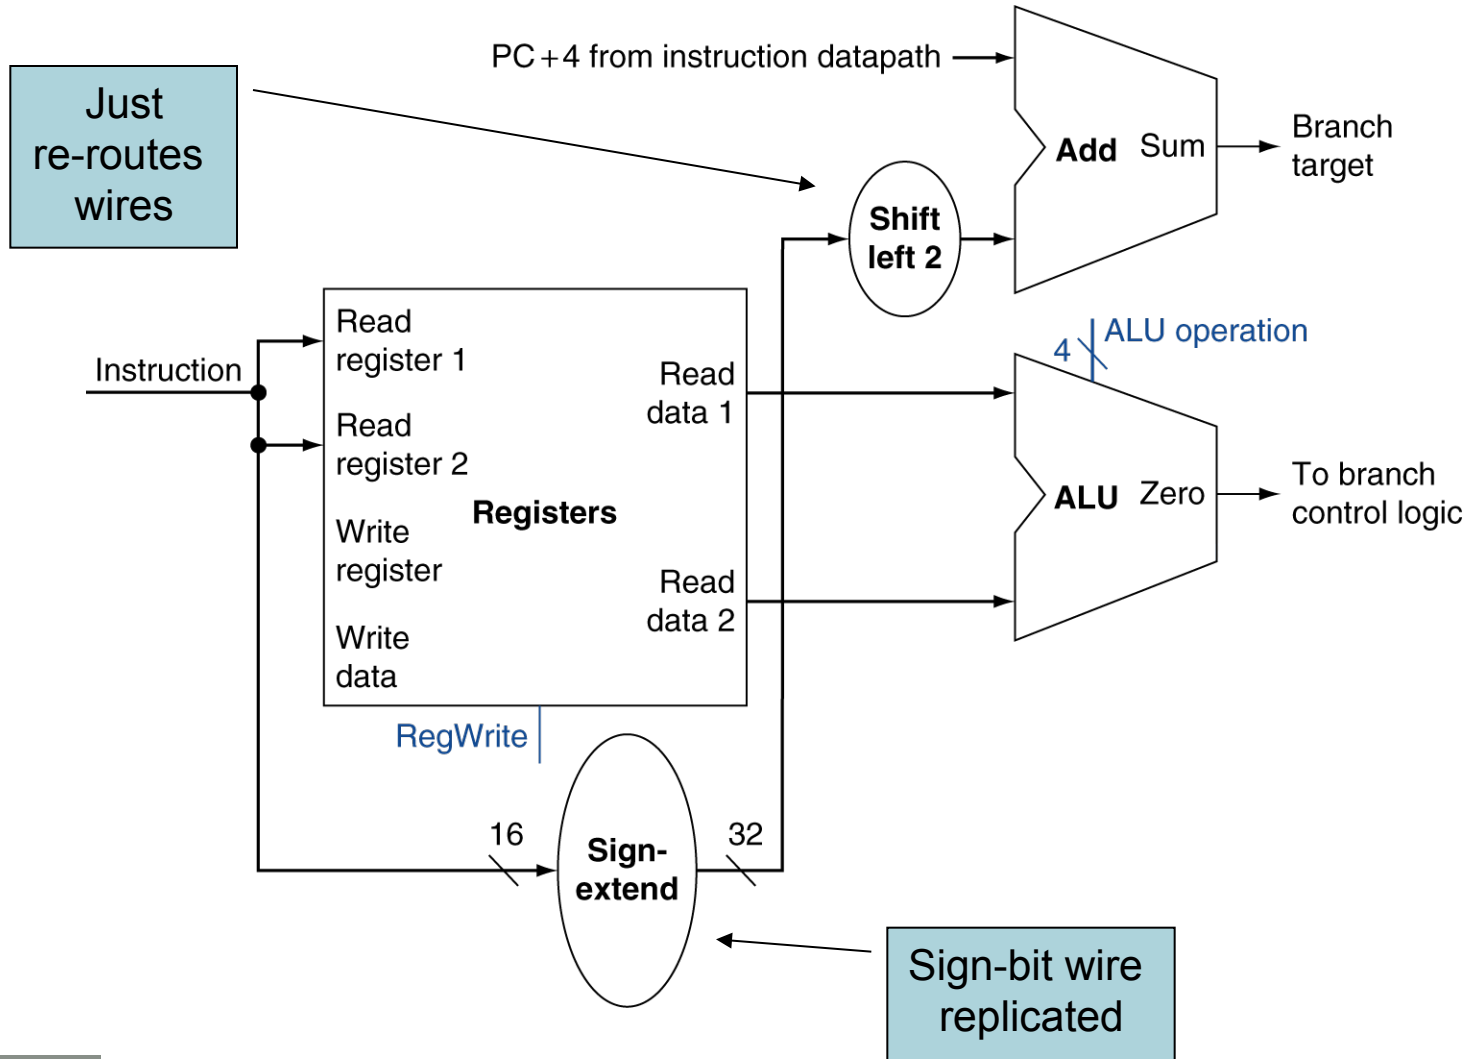 PC+4 from instruction datapath
Just
re-routes
wires
Add Sum
Branch
target
Shift
left 2
Instruction
Read
register 1
Read
data 1
Read
register 2
Registers
Write
register
Read
data 2
Write
data
RegWrite
4
ALU operation
ALU Zero
To branch
control logic
16
Sign-
extend
32
Sign-bit wire
replicated